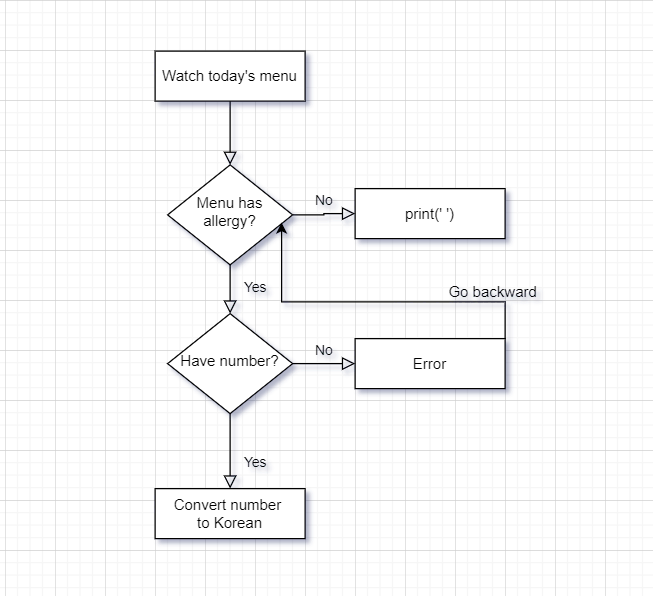 Watch today's menu
Menu has
allergy?
No
print(' ')
Yes
Go backward
Have number?
No
Error
Yes
Convert number
to Korean